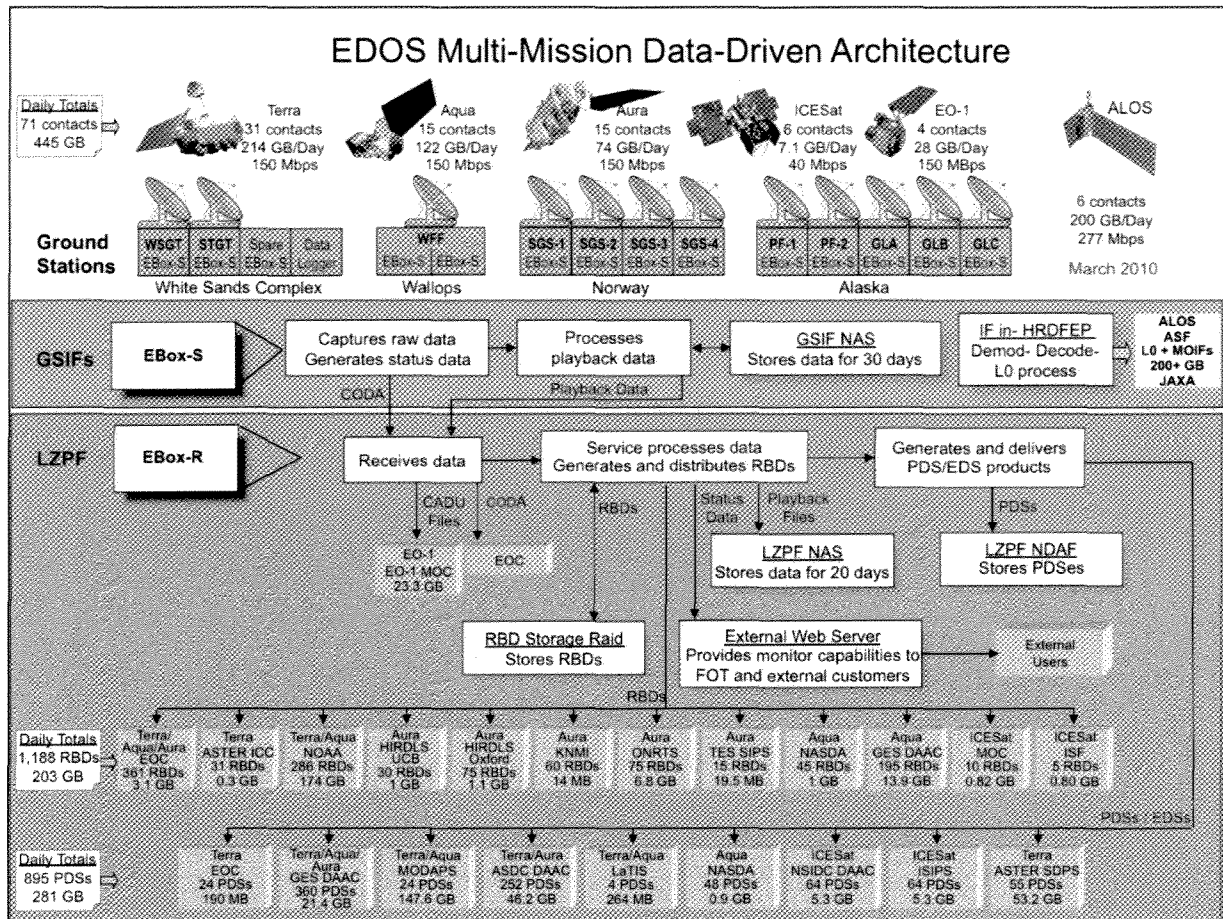 EDOS Multi-Mission Data-Driven Architecture
Daily Totals
71 contacts
445 GB
Terra
31 contacts
214 GB/Day
150 Mbps
Aqua
15 contacts
122 GB/Day
150 Mbps
Aura
15 contacts
74 GB/Day
150 Mbps
ICESat
6 contacts
7.1 GB/Day
40 Mbps
EO-1
4 contacts
28 GB/Day
150 MBps
ALOS
6 contacts
200 GB/Day
277 Mbps
March 2010
Ground
Stations
WSGT
EBox-S
STGT
EBox-S
Spare
EBox-S
Data
Logger
White Sands Complex
WFF
EBox-S EBox-S
Wallops
SGS-1
EBox-S
SGS-2
EBox-S
SGS-3
EBox-S
SGS-4
EBox-S
Norway
PF-1
EBox-S
PF-2
EBox-S
GLA
EBox-S
GLB
EBox-S
GLC
EBox-S
Alaska
GSIFs
EBox-S
Captures raw data
Generates status data
Processes
playback data
GSIF NAS
Stores data for 30 days
IF in- HRDFEP
Demod- Decode-
L0 process
ALOS
ASF
L0 + MOIFs
200+ GB
JAXA
CODA
Playback Data
LZPF
EBox-R
Receives data
Service processes data
Generates and distributes RBDs
Generates and delivers
PDS/EDS products
CADU
Files
CODA
RBDs
Status
Data
Playback
Files
PDSs
EO-1
EO-1 MOC
23.3 GB
EOC
LZPF NAS
Stores data for 20 days
LZPF NDAF
Stores PDSes
RBD Storage Raid
Stores RBDs
External Web Server
Provides monitor capabilities to
FOT and external customers
External
Users
RBDs
Daily Totals
1,188 RBDs
203 GB
Terra/
Aqua/Aura
EOC
361 RBDs
3.1 GB
Terra
ASTER ICC
31 RBDs
0.3 GB
Terra/Aqua
NOAA
286 RBDs
174 GB
Aura
HIRDLS
UCB
30 RBDs
1 GB
Aura
HIRDLS
Oxford
75 RBDs
1.1 GB
Aura
KNMI
60 RBDs
14 MB
Aura
ONRTS
75 RBDs
6.8 GB
Aura
TES SIPS
15 RBDs
19.5 MB
Aqua
NASDA
45 RBDs
1 GB
Aqua
GES DAAC
195 RBDs
13.9 GB
ICESat
MOC
10 RBDs
0.82 GB
ICESat
ISF
5 RBDs
0.80 GB
PDSs / EDSs
Daily Totals
895 PDSs
281 GB
Terra
EOC
24 PDSs
190 MB
Terra/Aqua/
Aura
GES DAAC
360 PDSs
21.4 GB
Terra/Aqua
MODAPS
24 PDSs
147.6 GB
Terra/Aura
ASDC DAAC
252 PDSs
46.2 GB
Terra/Aqua
LaTIS
4 PDSs
264 MB
Aqua
NASDA
48 PDSs
0.9 GB
ICESat
NSIDC DAAC
64 PDSs
5.3 GB
ICESat
ISIPS
64 PDSs
5.3 GB
Terra
ASTER SDPS
55 PDSs
53.2 GB